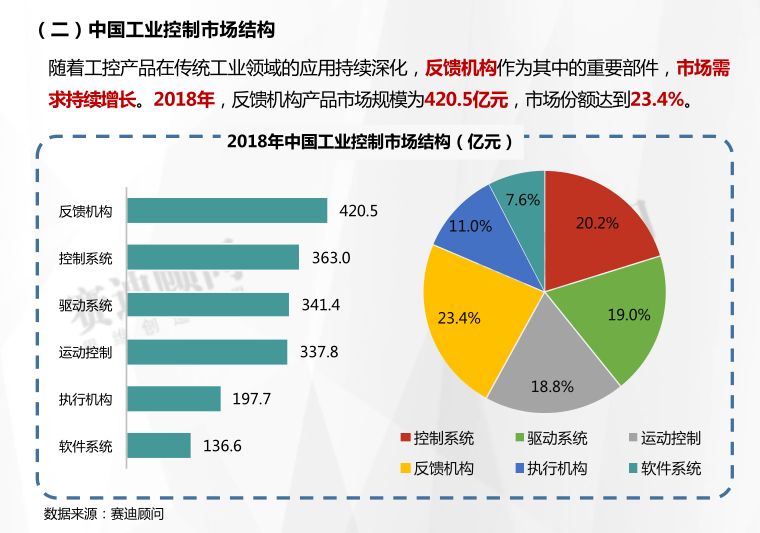 （二）中国工业控制市场结构
随着工控产品在传统工业领域的应用持续深化，反馈机构作为其中的重要部件，市场需
求持续增长。2018年，反馈机构产品市场规模为420.5亿元，市场份额达到23.4%。
2018年中国工业控制市场结构（亿元）
反馈机构 420.5
控制系统 363.0
驱动系统 341.4
运动控制 337.8
执行机构 197.7
软件系统 136.6
7.6%
20.2%
11.0%
23.4%
19.0%
18.8%
控制系统 驱动系统 运动控制
反馈机构 执行机构 软件系统
赛迪顾问
数据来源：赛迪顾问